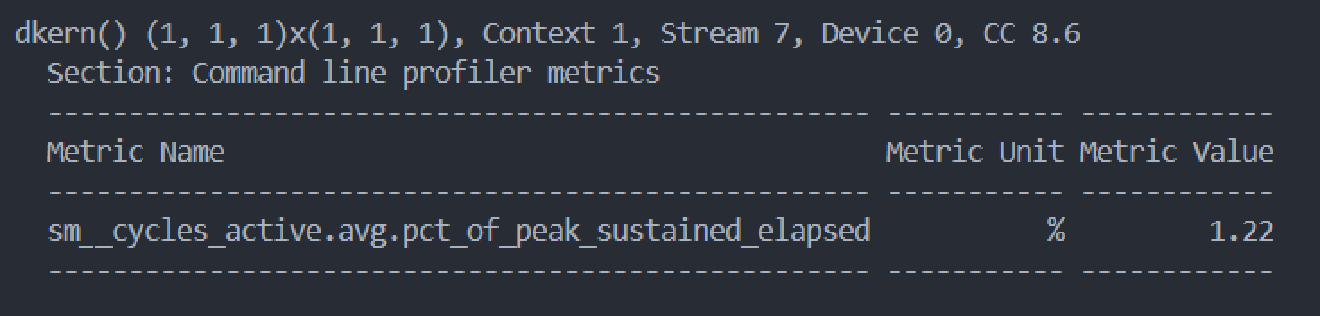 dkern() (1, 1, 1)x(1, 1, 1), Context 1, Stream 7, Device 0, CC 8.6
Section: Command line profiler metrics
--------------------------------------------------- ----------- ------------
Metric Name Metric Unit Metric Value
--------------------------------------------------- ----------- ------------
sm__cycles_active.avg.pct_of_peak_sustained_elapsed % 1.22
--------------------------------------------------- ----------- ------------